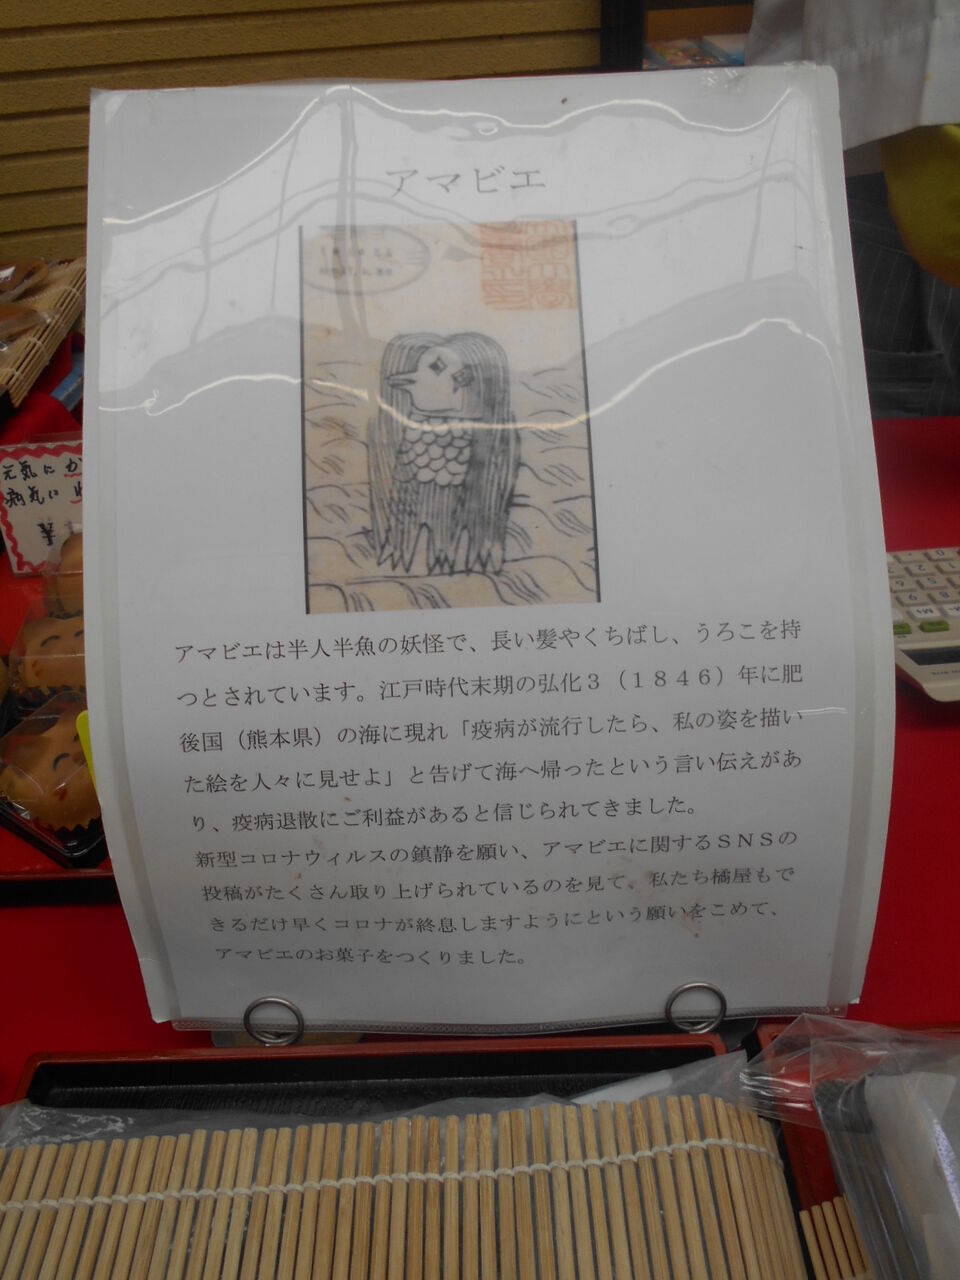 アマビエ
アマビエは半人半魚の妖怪で、長い髪やくちばし、うろこを持
つとされています。江戸時代末期の弘化３（１８４６）年に肥
後国（熊本県）の海に現れ「疫病が流行したら、私の姿を描い
た絵を人々に見せよ」と告げて海へ帰ったという言い伝えがあ
り、疫病退散にご利益があると信じられてきました。
新型コロナウィルスの鎮静を願い、アマビエに関するＳＮＳの
投稿がたくさん取り上げられているのを見て、私たち橘屋もで
きるだけ早くコロナが終息しますようにという願いをこめて、
アマビエのお菓子をつくりました。
元気にか
病気に
¥